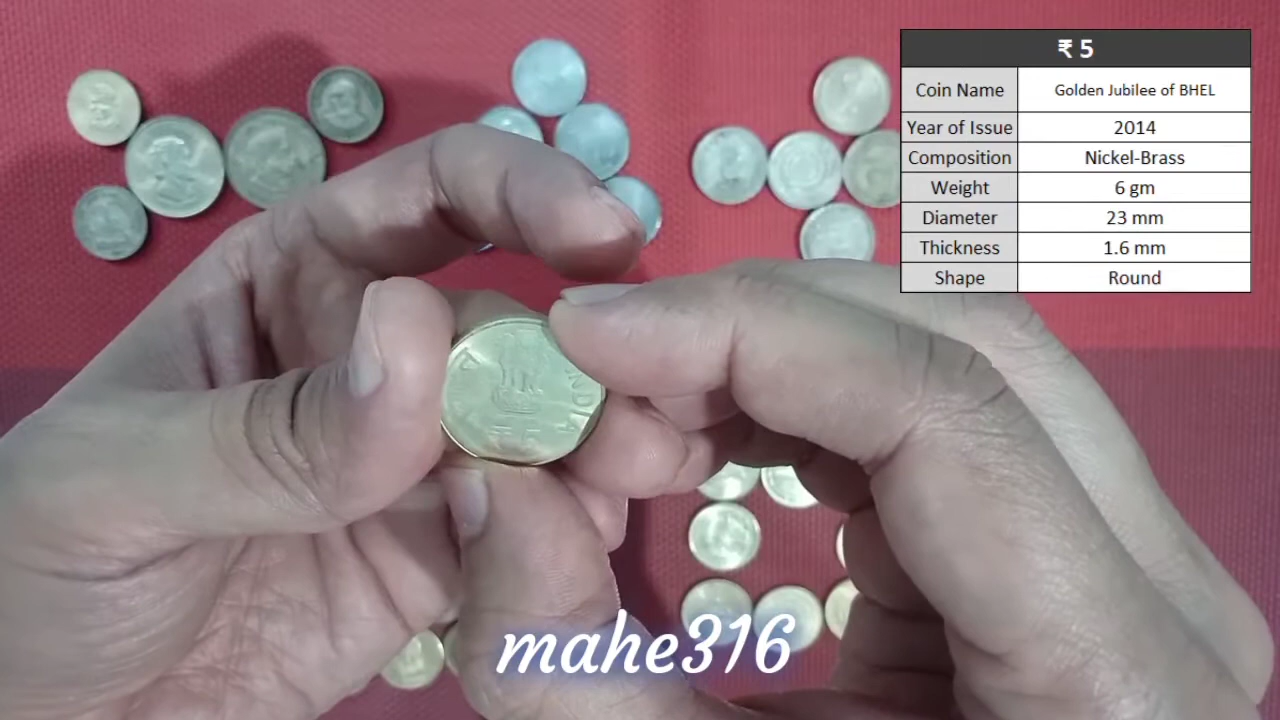 ₹ 5
Coin Name Golden Jubilee of BHEL
Year of Issue 2014
Composition Nickel-Brass
Weight 6 gm
Diameter 23 mm
Thickness 1.6 mm
Shape Round
INDIA
mahe316